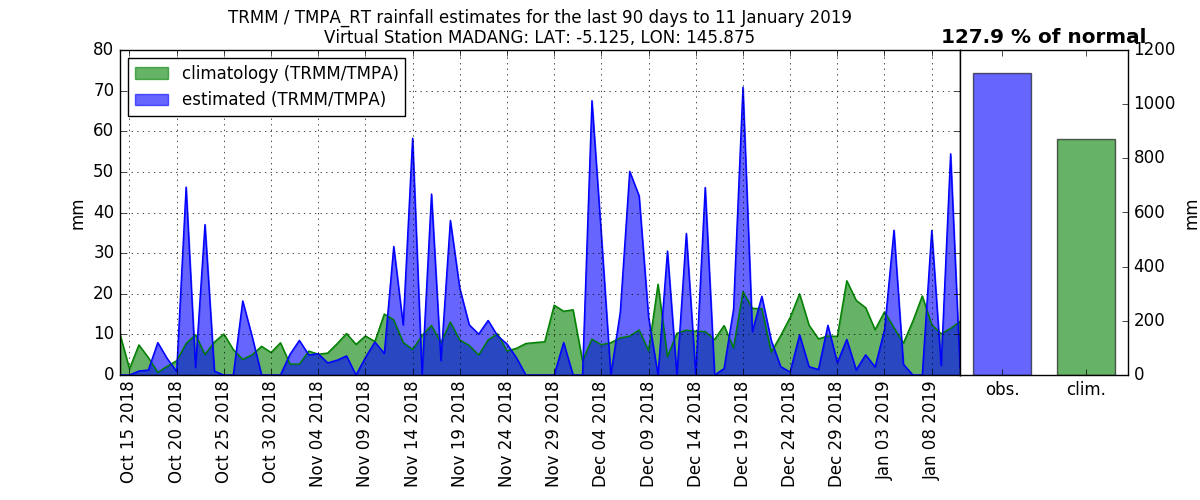 TRMM / TMPA_RT rainfall estimates for the last 90 days to 11 January 2019
Virtual Station MADANG: LAT: -5.125, LON: 145.875
127.9 % of normal
climatology (TRMM/TMPA)
estimated (TRMM/TMPA)
mm
80
70
60
50
40
30
20
10
0
Oct 15 2018
Oct 20 2018
Oct 25 2018
Oct 30 2018
Nov 04 2018
Nov 09 2018
Nov 14 2018
Nov 19 2018
Nov 24 2018
Nov 29 2018
Dec 04 2018
Dec 09 2018
Dec 14 2018
Dec 19 2018
Dec 24 2018
Dec 29 2018
Jan 03 2019
Jan 08 2019
obs.
clim.
1200
1000
800
600
400
200
0
mm